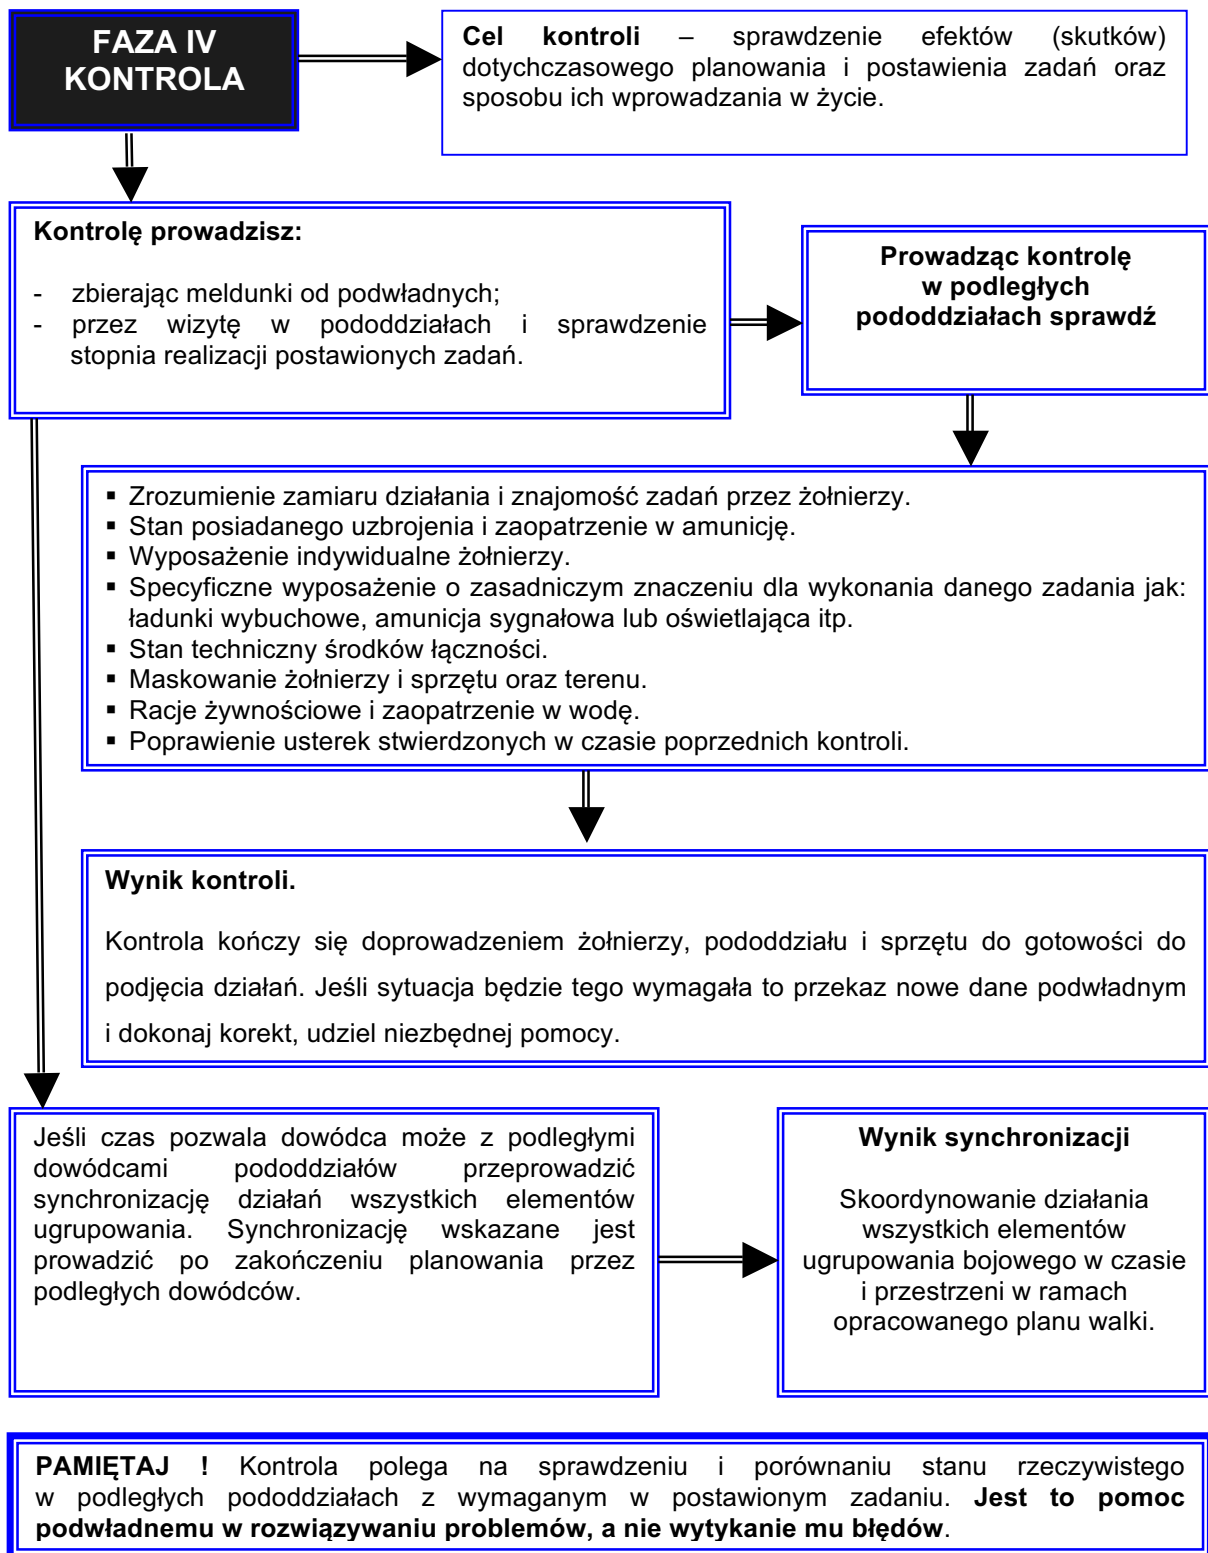 FAZA IV
KONTROLA
Cel kontroli – sprawdzenie efektów (skutków)
dotychczasowego planowania i postawienia zadań oraz
sposobu ich wprowadzania w życie.
Kontrolę prowadzisz:
- zbierając meldunki od podwładnych;
- przez wizytę w pododdziałach i sprawdzenie
stopnia realizacji postawionych zadań.
Prowadząc kontrolę
w podległych
pododdziałach sprawdź
▪ Zrozumienie zamiaru działania i znajomość zadań przez żołnierzy.
▪ Stan posiadanego uzbrojenia i zaopatrzenie w amunicję.
▪ Wyposażenie indywidualne żołnierzy.
▪ Specyficzne wyposażenie o zasadniczym znaczeniu dla wykonania danego zadania jak:
ładunki wybuchowe, amunicja sygnałowa lub oświetlająca itp.
▪ Stan techniczny środków łączności.
▪ Maskowanie żołnierzy i sprzętu oraz terenu.
▪ Racje żywnościowe i zaopatrzenie w wodę.
▪ Poprawienie usterek stwierdzonych w czasie poprzednich kontroli.
Wynik kontroli.
Kontrola kończy się doprowadzeniem żołnierzy, pododdziału i sprzętu do gotowości do
podjęcia działań. Jeśli sytuacja będzie tego wymagała to przekaz nowe dane podwładnym
i dokonaj korekt, udziel niezbędnej pomocy.
Jeśli czas pozwala dowódca może z podległymi
dowódcami pododdziałów przeprowadzić
synchronizację działań wszystkich elementów
ugrupowania. Synchronizację wskazane jest
prowadzić po zakończeniu planowania przez
podległych dowódców.
Wynik synchronizacji
Skoordynowanie działania
wszystkich elementów
ugrupowania bojowego w czasie
i przestrzeni w ramach
opracowanego planu walki.
PAMIĘTAJ ! Kontrola polega na sprawdzeniu i porównaniu stanu rzeczywistego
w podległych pododdziałach z wymaganym w postawionym zadaniu. Jest to pomoc
podwładnemu w rozwiązywaniu problemów, a nie wytykanie mu błędów.